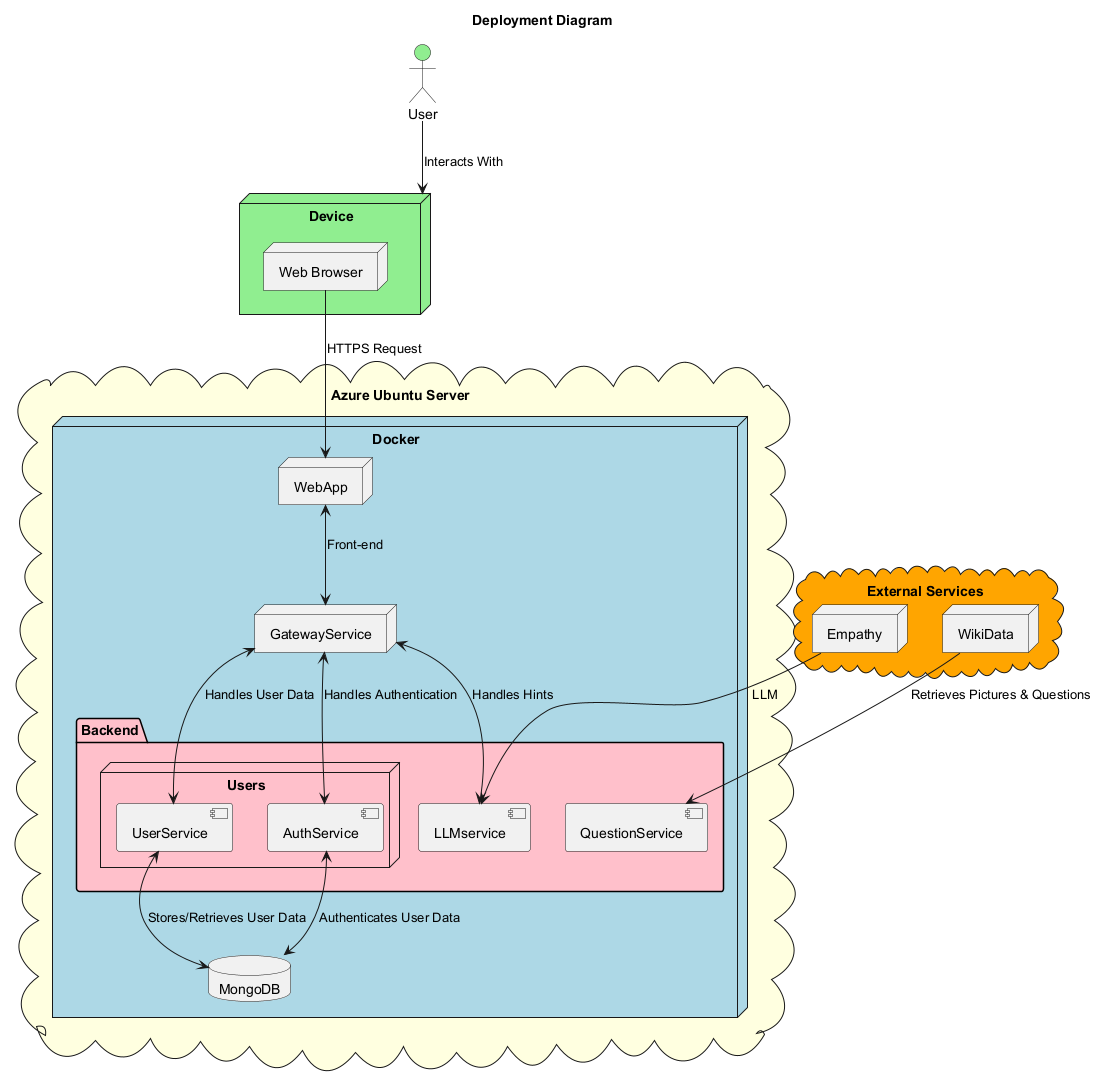 Deployment Diagram
User
Interacts With
Device
Web Browser
HTTPS Request
Azure Ubuntu Server
Docker
WebApp
Front-end
External Services
GatewayService
Empathy
WikiData
Handles User Data
Handles Authentication
Handles Hints
LLM
Retrieves Pictures & Questions
Backend
Users
UserService
AuthService
LLMservice
QuestionService
Stores/Retrieves User Data
Authenticates User Data
MongoDB